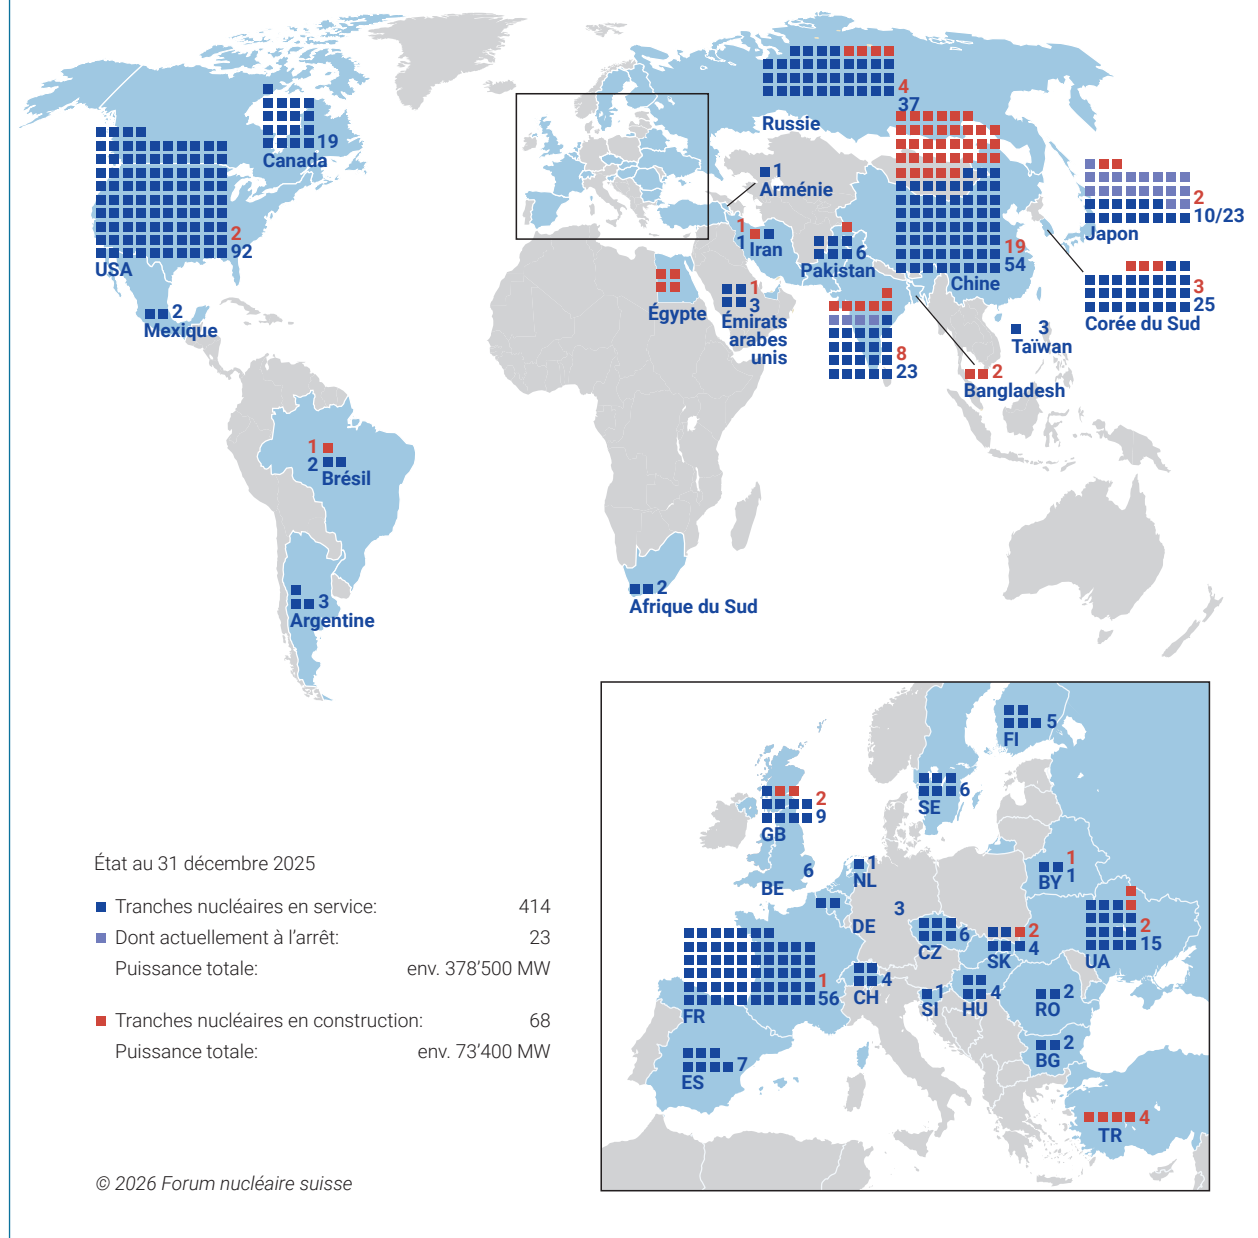 4
37
Russie
19
Canada
2
92
USA
2
Mexique
1
Arménie
1
1
Iran
6
Pakistan
19
54
Chine
2
10/23
Japon
3
25
Corée du Sud
3
Taïwan
Égypte
1
3
Émirats
arabes
unis
8
23
2
Bangladesh
1
2
Brésil
3
Argentine
2
Afrique du Sud
5
FI
6
SE
2
9
GB
6
BE
1
NL
3
DE
1
1
BY
6
CZ
2
4
SK
2
15
UA
1
56
FR
4
CH
1
SI
4
HU
2
RO
2
BG
7
ES
4
TR
État au 31 décembre 2025
Tranches nucléaires en service: 414
Dont actuellement à l’arrêt: 23
Puissance totale: env. 378’500 MW
Tranches nucléaires en construction: 68
Puissance totale: env. 73’400 MW
© 2026 Forum nucléaire suisse